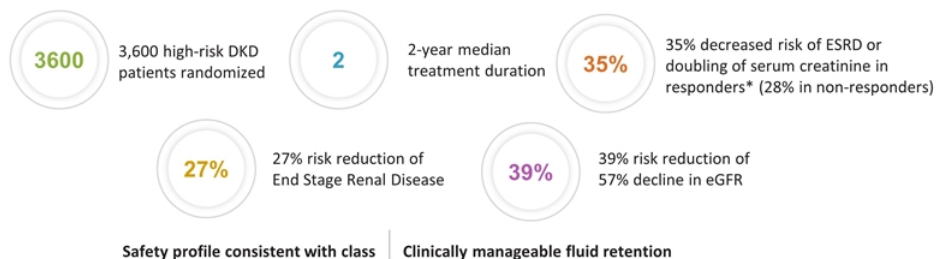 3600
3,600 high-risk DKD
patients randomized
2
2-year median
treatment duration
35%
35% decreased risk of ESRD or
doubling of serum creatinine in
responders* (28% in non-responders)
27%
27% risk reduction of
End Stage Renal Disease
39%
39% risk reduction of
57% decline in eGFR
Safety profile consistent with class
Clinically manageable fluid retention